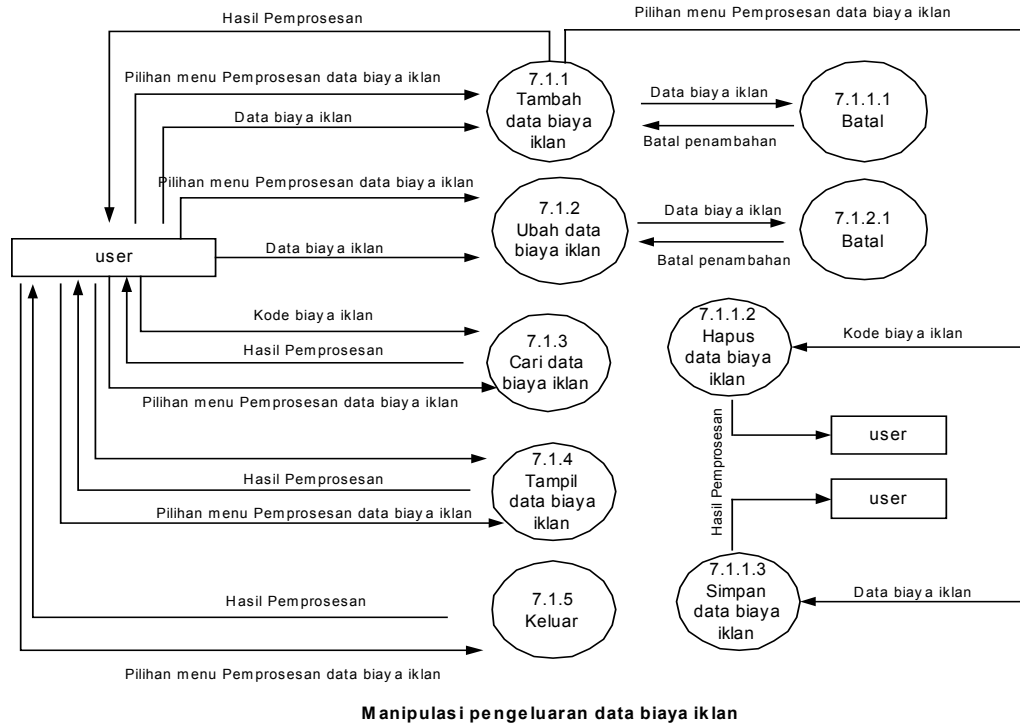 Hasil Pemprosesan
Pilihan menu Pemprosesan data biaya iklan
Pilihan menu Pemprosesan data biaya iklan
Data biaya iklan
7.1.1
Tambah
data biaya
iklan
Data biaya iklan
Batal penambahan
7.1.1.1
Batal
Pilihan menu Pemprosesan data biaya iklan
7.1.2
Ubah data
biaya iklan
Data biaya iklan
Batal penambahan
7.1.2.1
Batal
user
Data biaya iklan
Kode biaya iklan
Hasil Pemprosesan
7.1.3
Cari data
biaya iklan
Pilihan menu Pemprosesan data biaya iklan
7.1.1.2
Hapus
data biaya
iklan
Kode biaya iklan
Hasil Pemprosesan
user
user
Hasil Pemprosesan
7.1.4
Tampil
data biaya
iklan
Pilihan menu Pemprosesan data biaya iklan
7.1.1.3
Simpan
data biaya
iklan
Data biaya iklan
Hasil Pemprosesan
7.1.5
Keluar
Pilihan menu Pemprosesan data biaya iklan
Manipulasi pengeluaran data biaya iklan